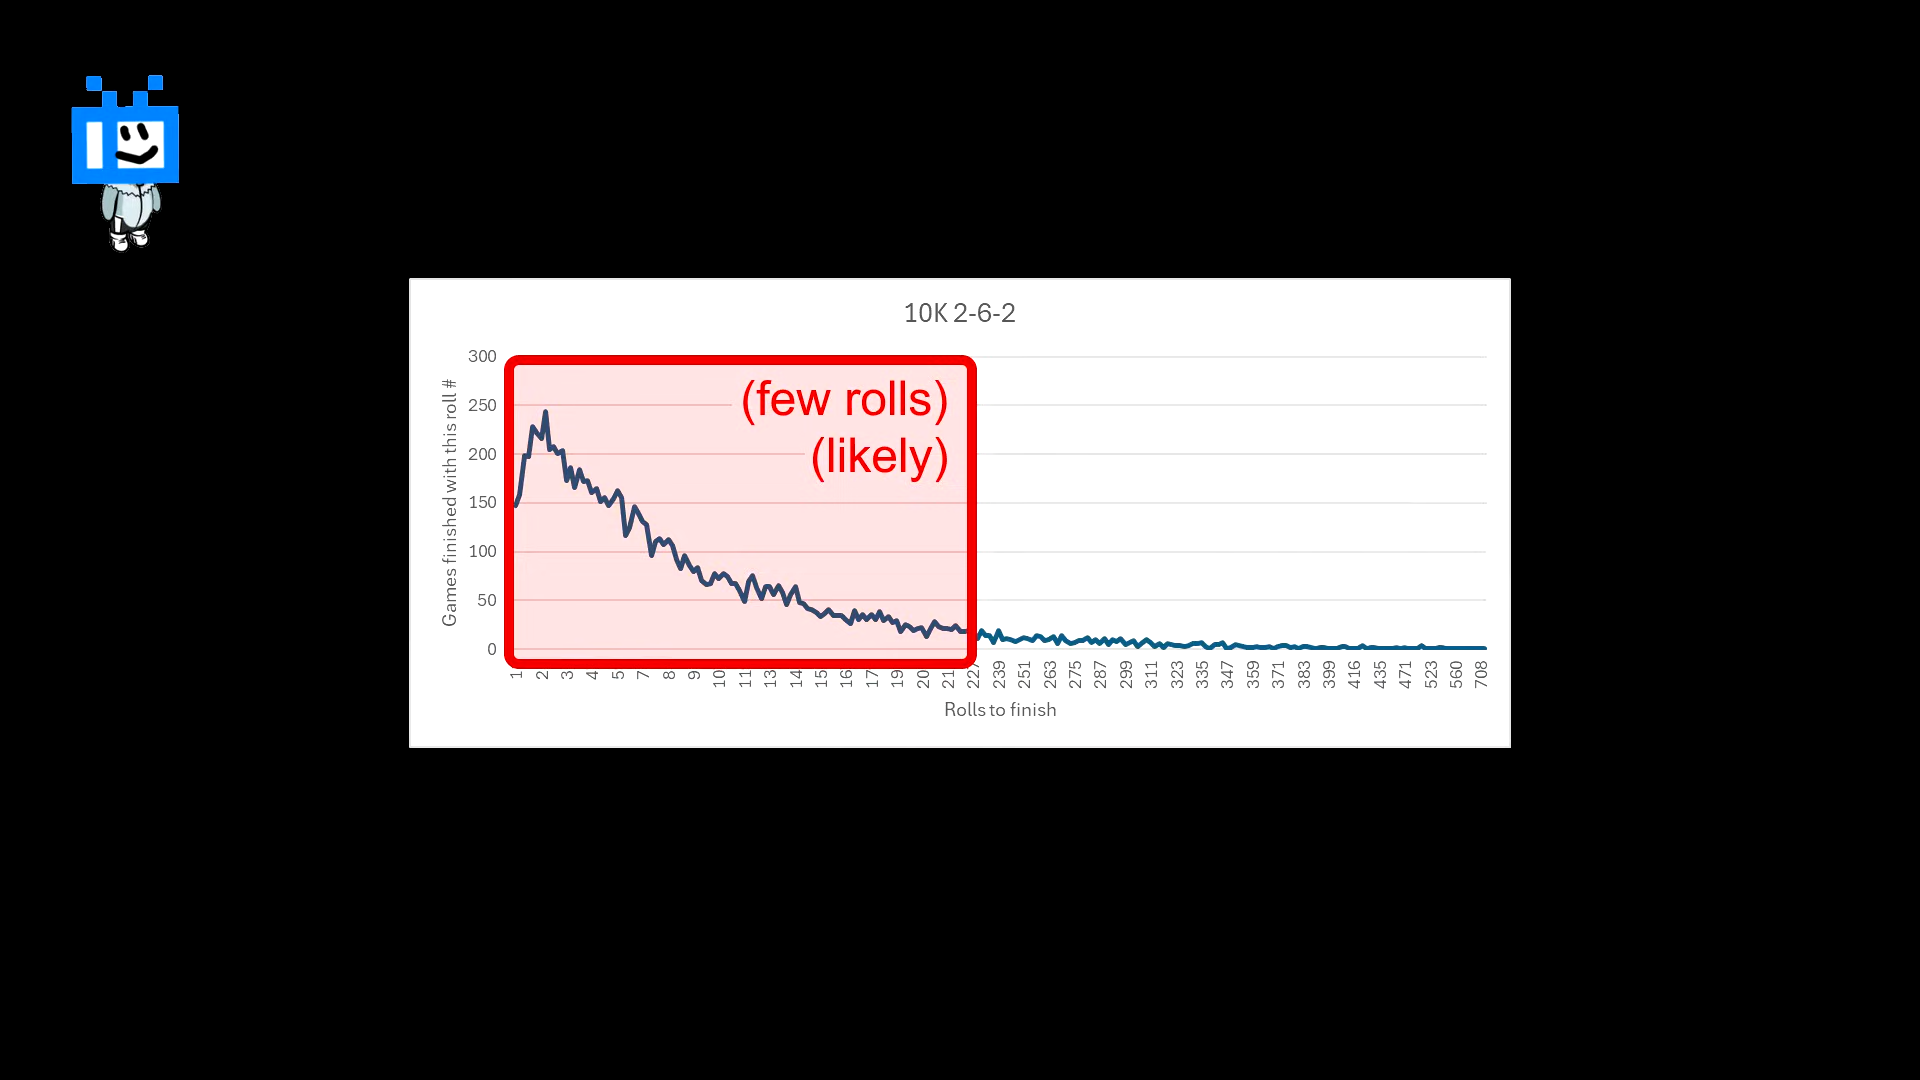 10K 2-6-2
(few rolls)
(likely)
Games finished with this roll #
300
250
200
150
100
50
0
1 2 3 4 5 6 7 8 9 10 11 13 14 15 16 17 19 20 21 227 239 251 263 275 287 299 311 323 335 347 359 371 383 399 416 435 471 523 560 708
Rolls to finish